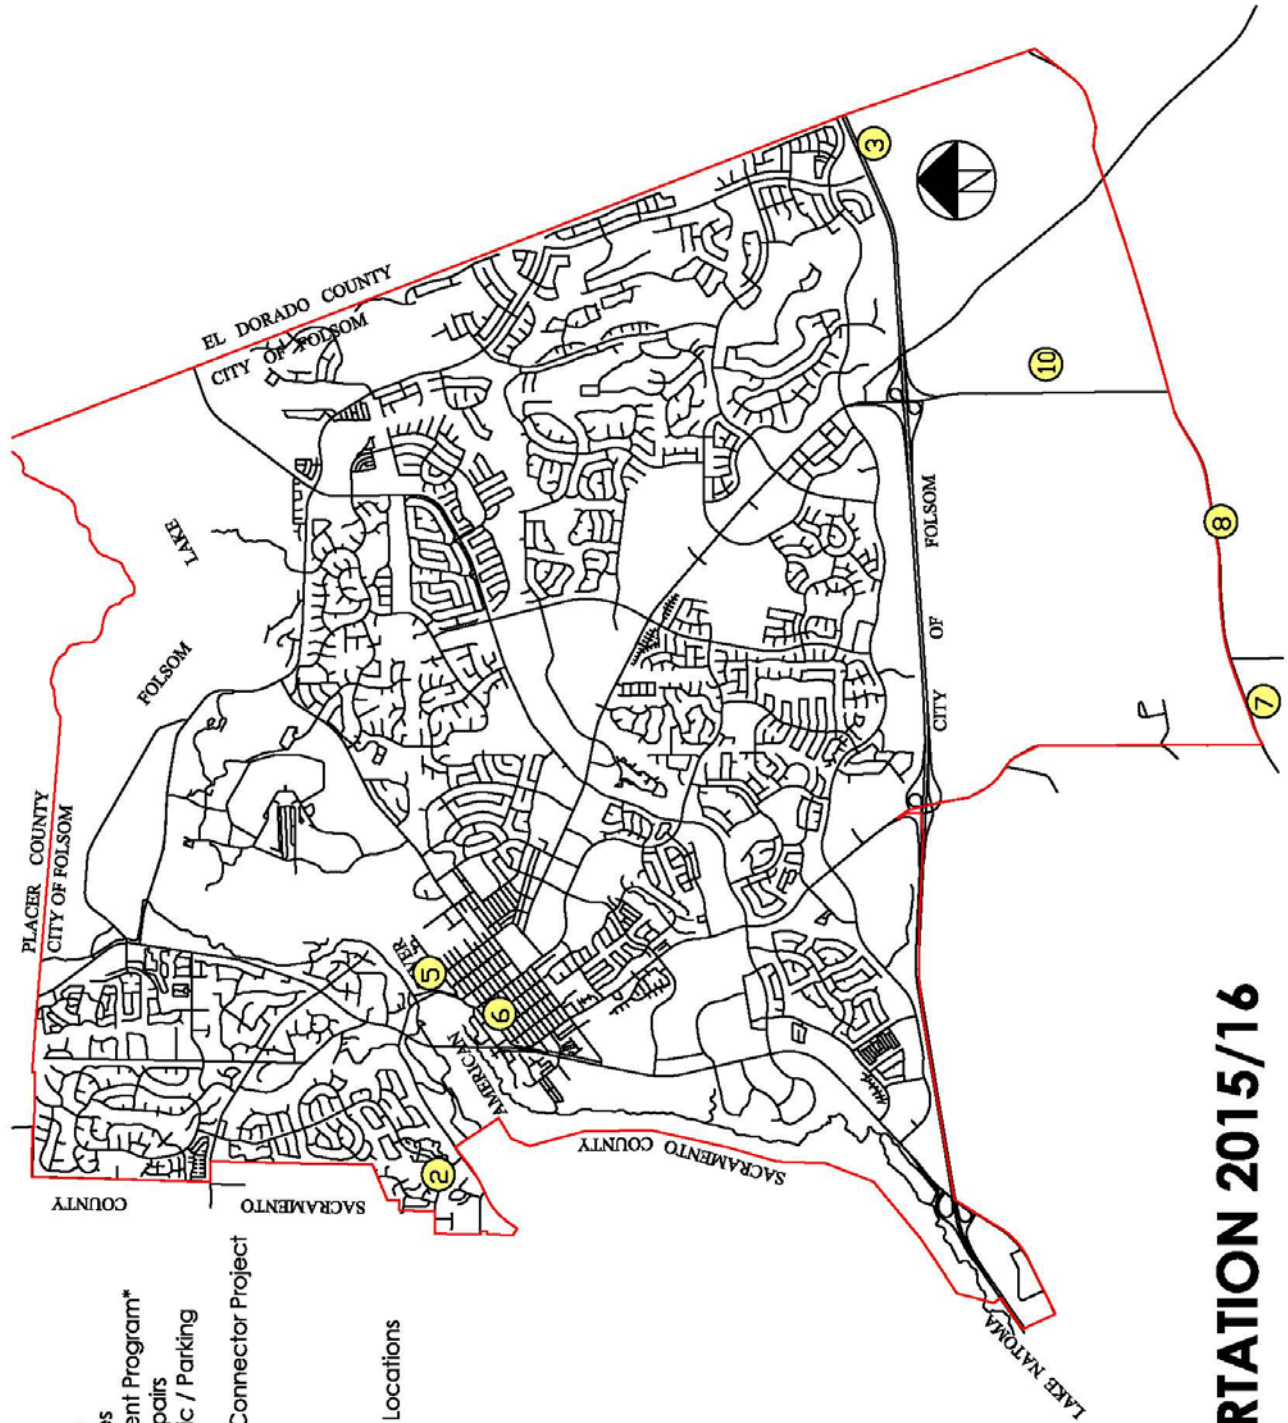 es
ent Program*
pairs
ic / Parking
Connector Project
Locations
PLACER COUNTY
CITY OF FOLSOM
EL DORADO COUNTY
CITY OF FOLSOM
FOLSOM LAKE
COUNTY
SACRAMENTO
SACRAMENTO COUNTY
AMERICAN
LAKE NATOMA
CITY OF FOLSOM
N
2
3
5
6
7
8
10
RTATION 2015/16